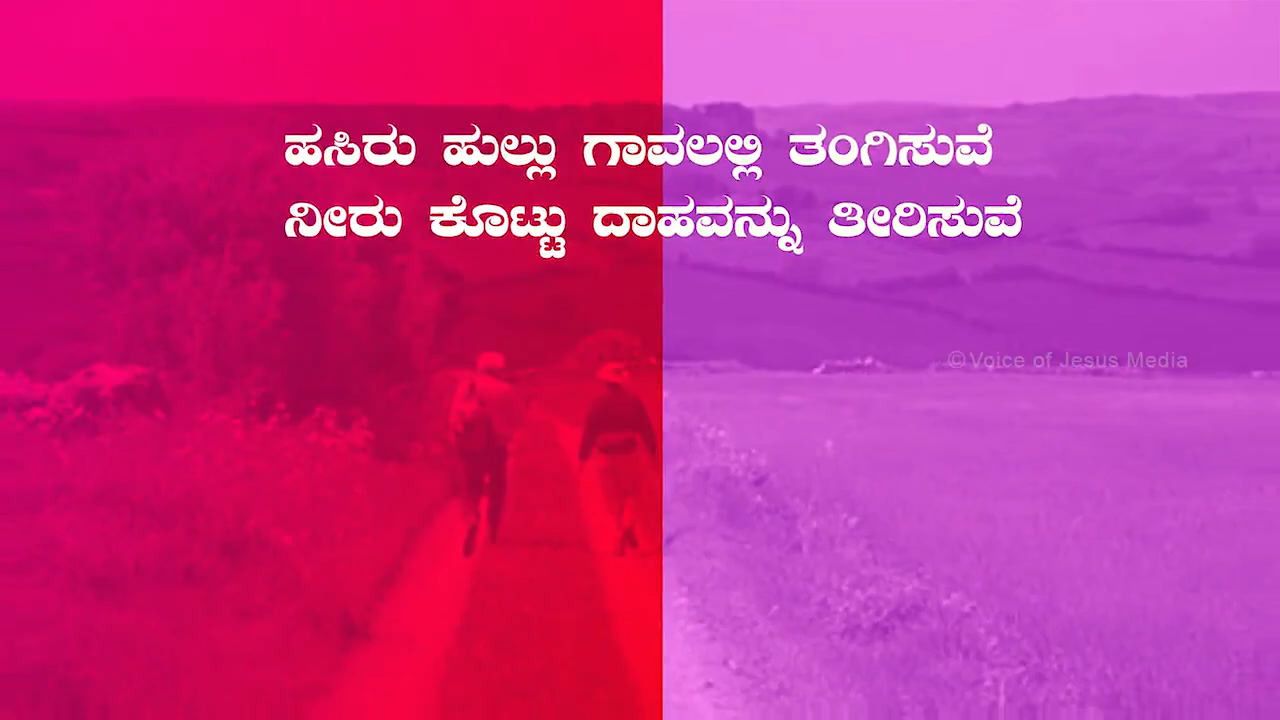 ಹಸಿರು ಹುಲ್ಲು ಗಾವಲಲ್ಲಿ ತಂಗಿಸುವೆ
ನೀರು ಕೊಟ್ಟು ದಾಹವನ್ನು ತೀರಿಸುವೆ
©Voice of Jesus Media